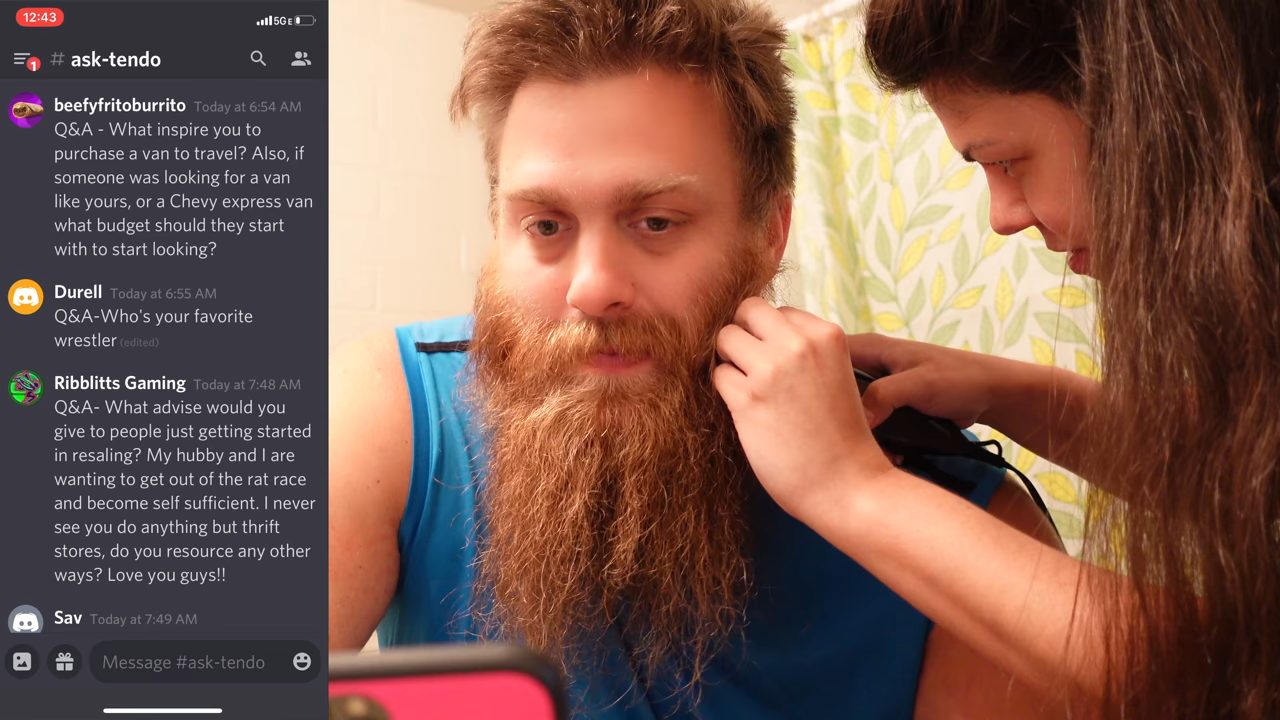 12:43
5GE
1
# ask-tendo
beefyfritoburrito Today at 6:54 AM
Q&A - What inspire you to
purchase a van to travel? Also, if
someone was looking for a van
like yours, or a Chevy express van
what budget should they start
with to start looking?
Durell Today at 6:55 AM
Q&A-Who's your favorite
wrestler (edited)
Ribblitts Gaming Today at 7:48 AM
Q&A- What advise would you
give to people just getting started
in resaling? My hubby and I are
wanting to get out of the rat race
and become self sufficient. I never
see you do anything but thrift
stores, do you resource any other
ways? Love you guys!!
Sav Today at 7:49 AM
Message #ask-tendo